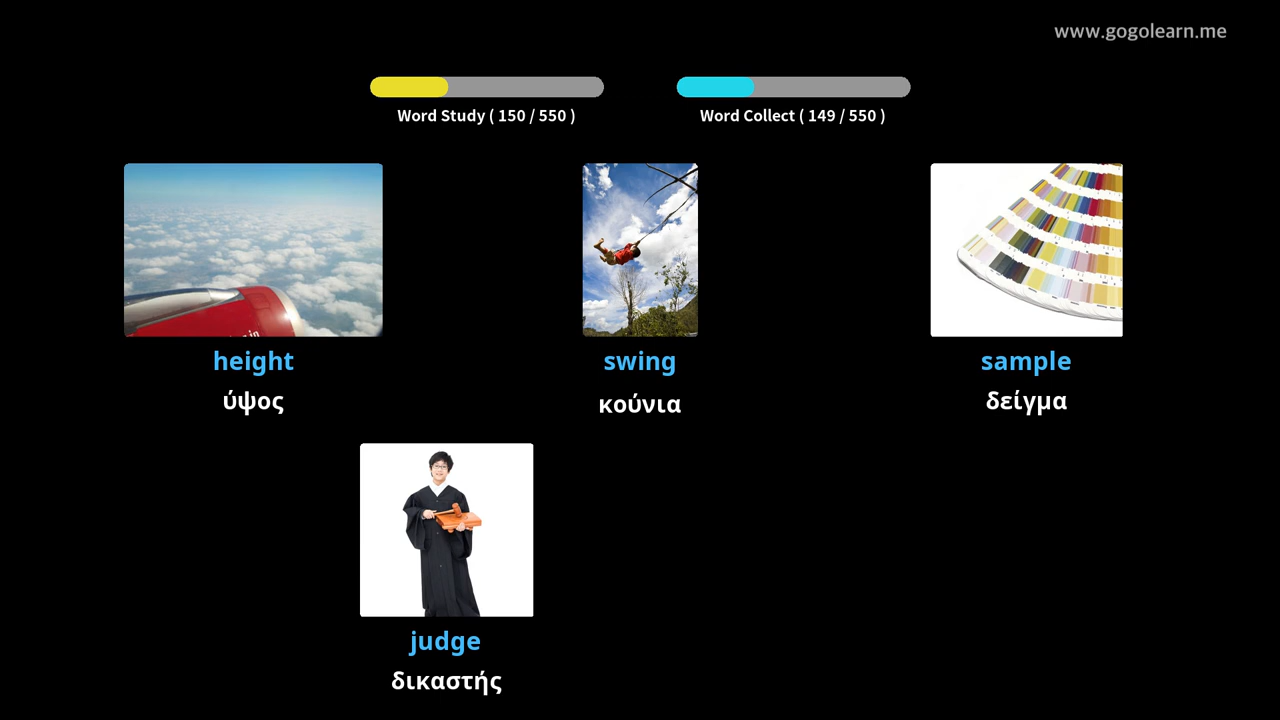 www.gogolearn.me
Word Study ( 150 / 550 )
Word Collect ( 149 / 550 )
height
swing
sample
ύψος
κούνια
δείγμα
judge
δικαστής